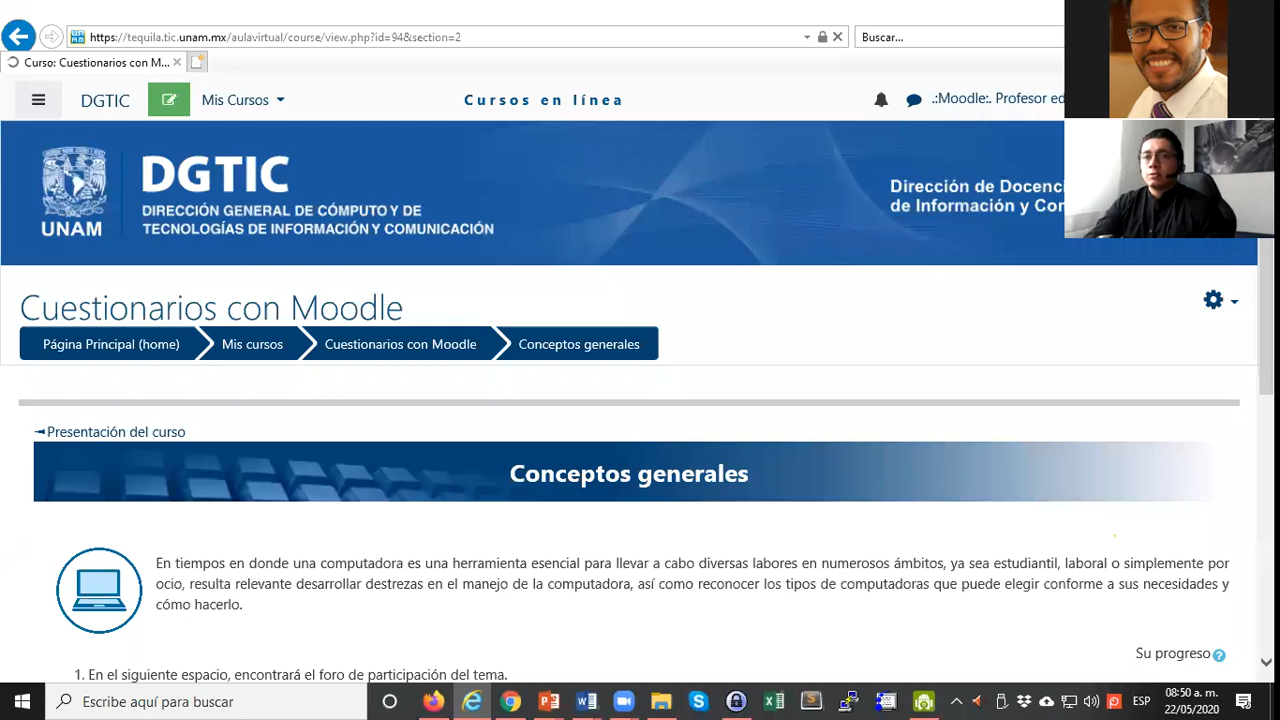 https://tequila.tic.unam.mx/aulavirtual/course/view.php?id=94&section=2
Buscar...
Curso: Cuestionarios con M...
DGTIC
Mis Cursos
Cursos en línea
.:Moodle:. Profesor ed
UNAM
DGTIC
DIRECCIÓN GENERAL DE CÓMPUTO Y DE
TECNOLOGÍAS DE INFORMACIÓN Y COMUNICACIÓN
Dirección de Docenci
de Información y Co
Cuestionarios con Moodle
Página Principal (home)
Mis cursos
Cuestionarios con Moodle
Conceptos generales
Presentación del curso
Conceptos generales
En tiempos en donde una computadora es una herramienta esencial para llevar a cabo diversas labores en numerosos ámbitos, ya sea estudiantil, laboral o simplemente por
ocio, resulta relevante desarrollar destrezas en el manejo de la computadora, así como reconocer los tipos de computadoras que puede elegir conforme a sus necesidades y
cómo hacerlo.
Su progreso
1. En el siguiente espacio, encontrará el foro de participación del tema.
Escribe aquí para buscar
ESP
08:50 a. m.
22/05/2020